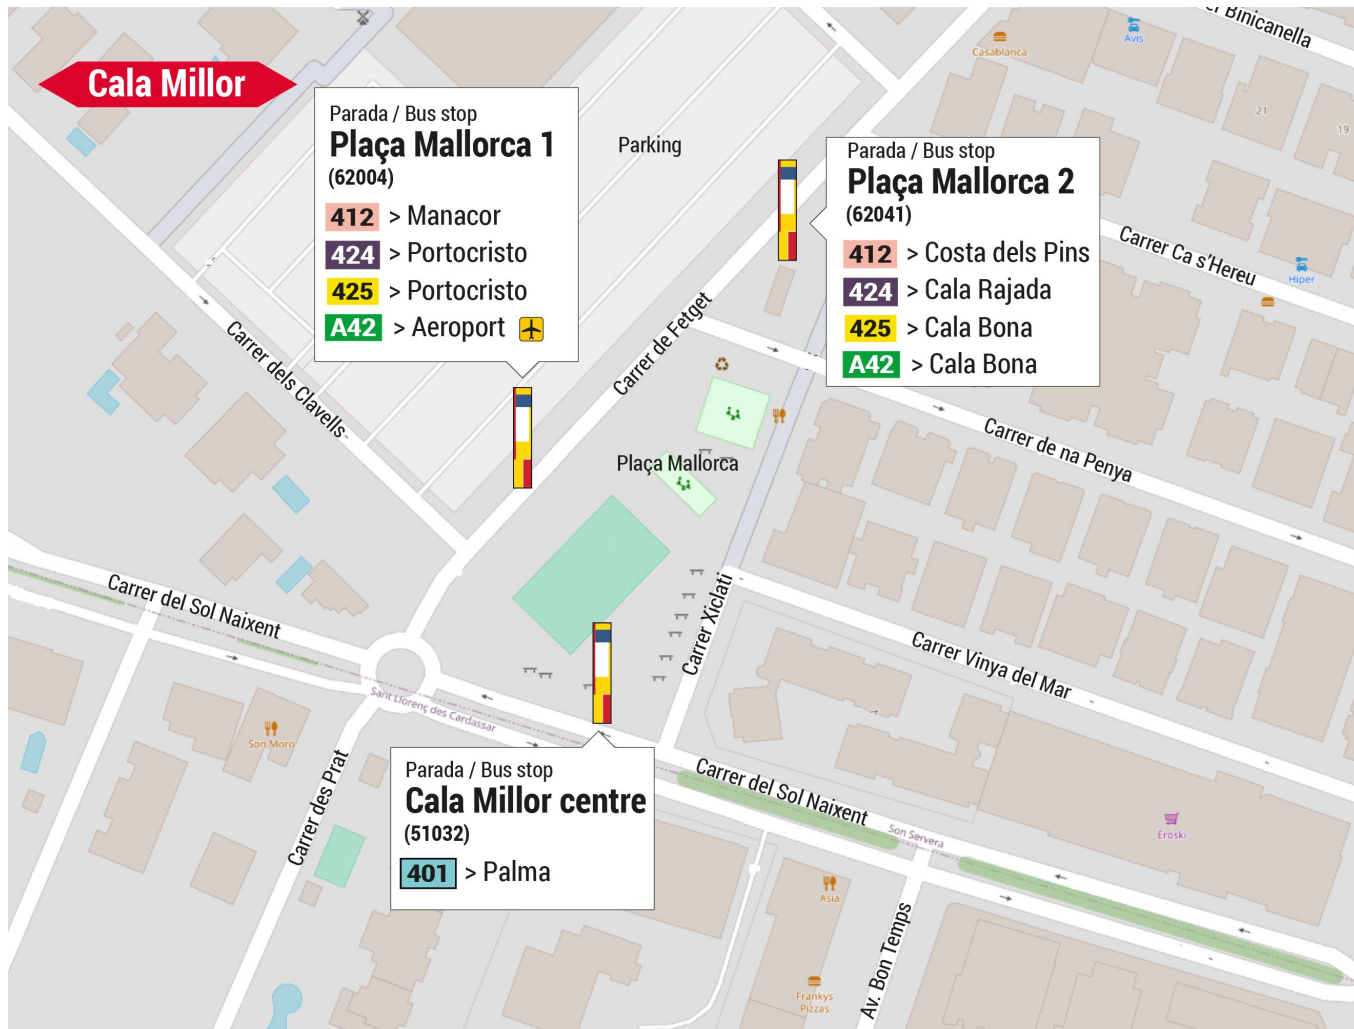 er Binicanella
Avis
Casablanca
Cala Millor
21
19
Parada / Bus stop
Plaça Mallorca 1
(62004)
412 > Manacor
424 > Portocristo
425 > Portocristo
A42 > Aeroport
Parking
Parada / Bus stop
Plaça Mallorca 2
(62041)
412 > Costa dels Pins
424 > Cala Rajada
425 > Cala Bona
A42 > Cala Bona
Carrer Ca s'Hereu
Hiper
Carrer dels Clavells
Carrer de Fetget
Carrer de na Penya
Plaça Mallorca
Carrer del Sol Naixent
Carrer Xiclati
Carrer Vinya del Mar
Sant Llorenç des Cardassar
Son Moro
Carrer des Prat
Parada / Bus stop
Cala Millor centre
(51032)
401 > Palma
Carrer del Sol Naixent
Son Servera
Eroski
Asia
Av. Bon Temps
Frankys
Pizzas